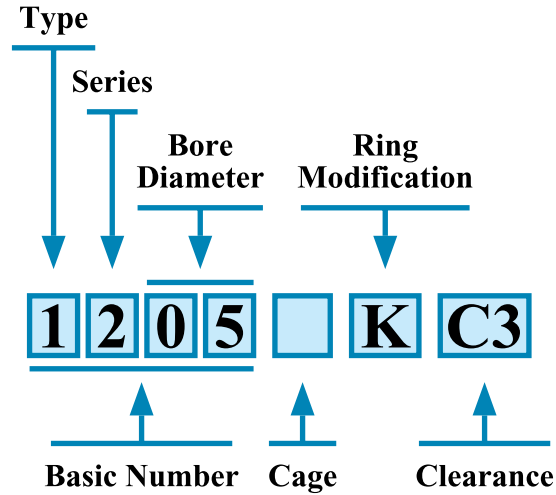 Type
Series
Bore
Diameter
Ring
Modification
1 2 0 5 K C3
Basic Number
Cage
Clearance